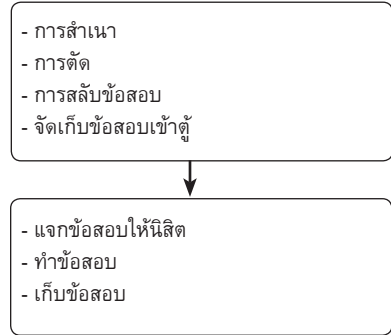 - การสำเนา
- การตัด
- การสลับข้อสอบ
- จัดเก็บข้อสอบเข้าตู้
- แจกข้อสอบให้นิสิต
- ทำข้อสอบ
- เก็บข้อสอบ